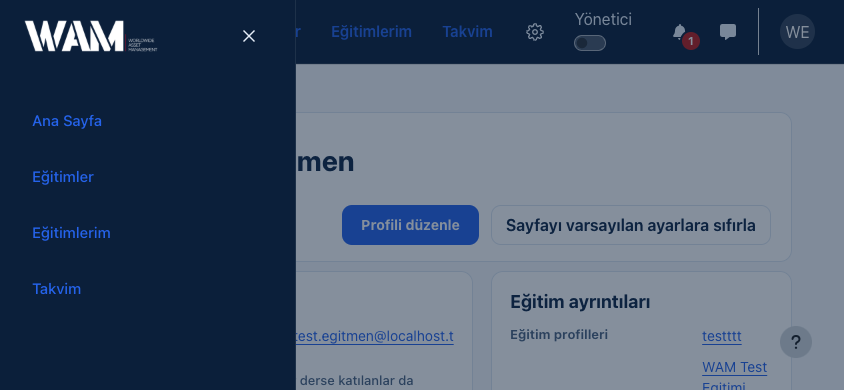 WAM
WORLDWIDE
ASSET
MANAGEMENT
Ana Sayfa
Eğitimler
Eğitimlerim
Takvim
r
Eğitimlerim
Takvim
Yönetici
1
WE
men
Profili düzenle
Sayfayı varsayılan ayarlara sıfırla
test.egitmen@localhost.t
derse katılanlar da
Eğitim ayrıntıları
Eğitim profilleri
testttt
WAM Test
Eğitimi
?